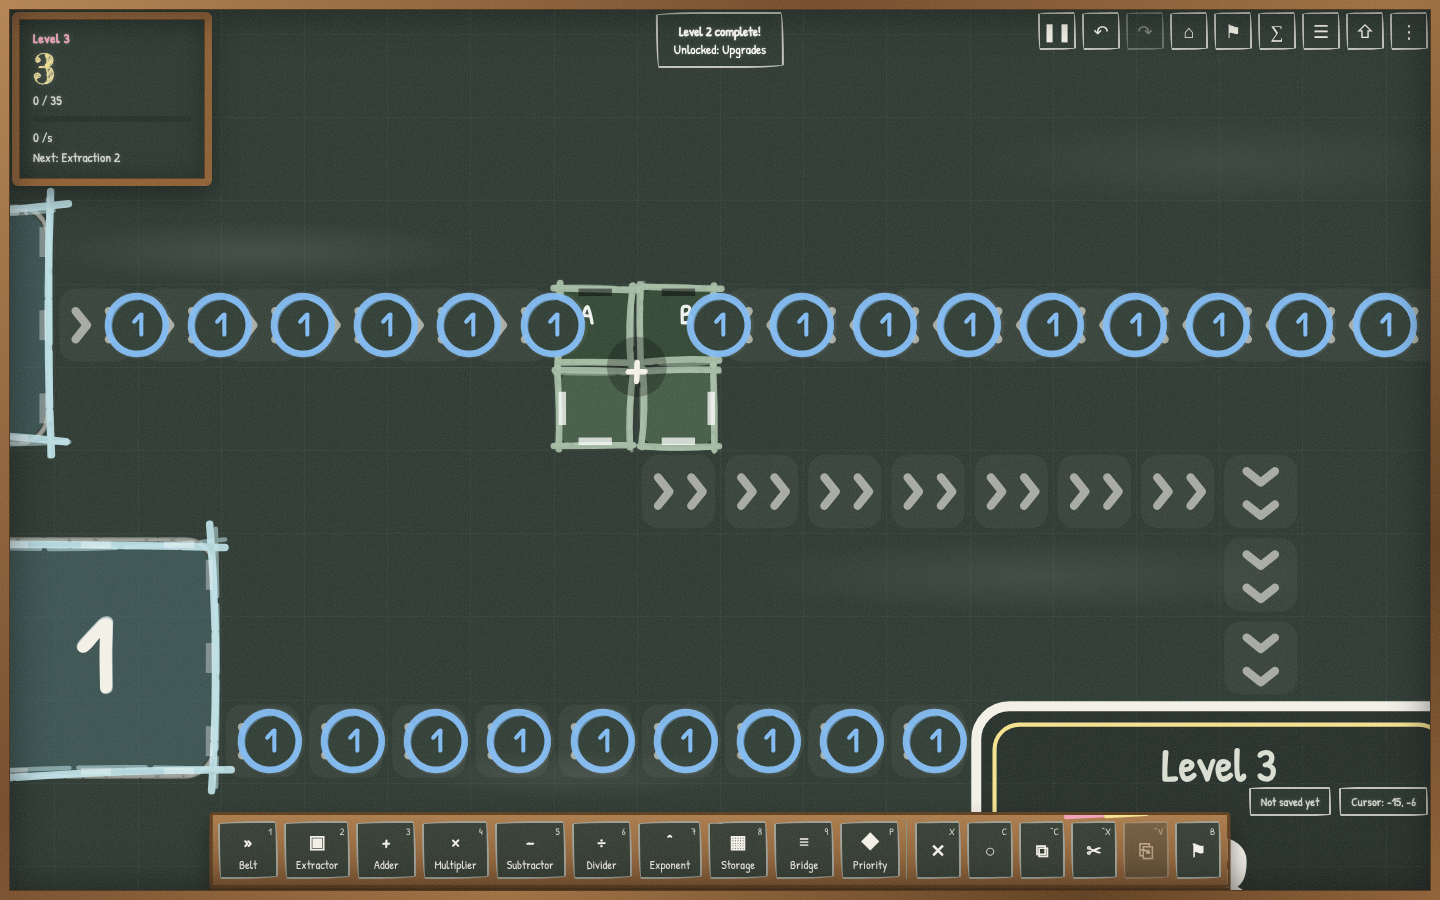 Level 3
3
0 / 35
0 /s
Next: Extraction 2
Level 2 complete!
Unlocked: Upgrades
A B
1 1 1 1 1 1 1 1 1 1 1 1 1 1 1
1
1 1 1 1 1 1 1 1 1
Level 3
Not saved yet
Cursor: -15, -6
1 Belt
2 Extractor
3 Adder
4 Multiplier
5 Subtractor
6 Divider
7 Exponent
8 Storage
9 Bridge
P Priority
X
C
^C
^X
^V
B